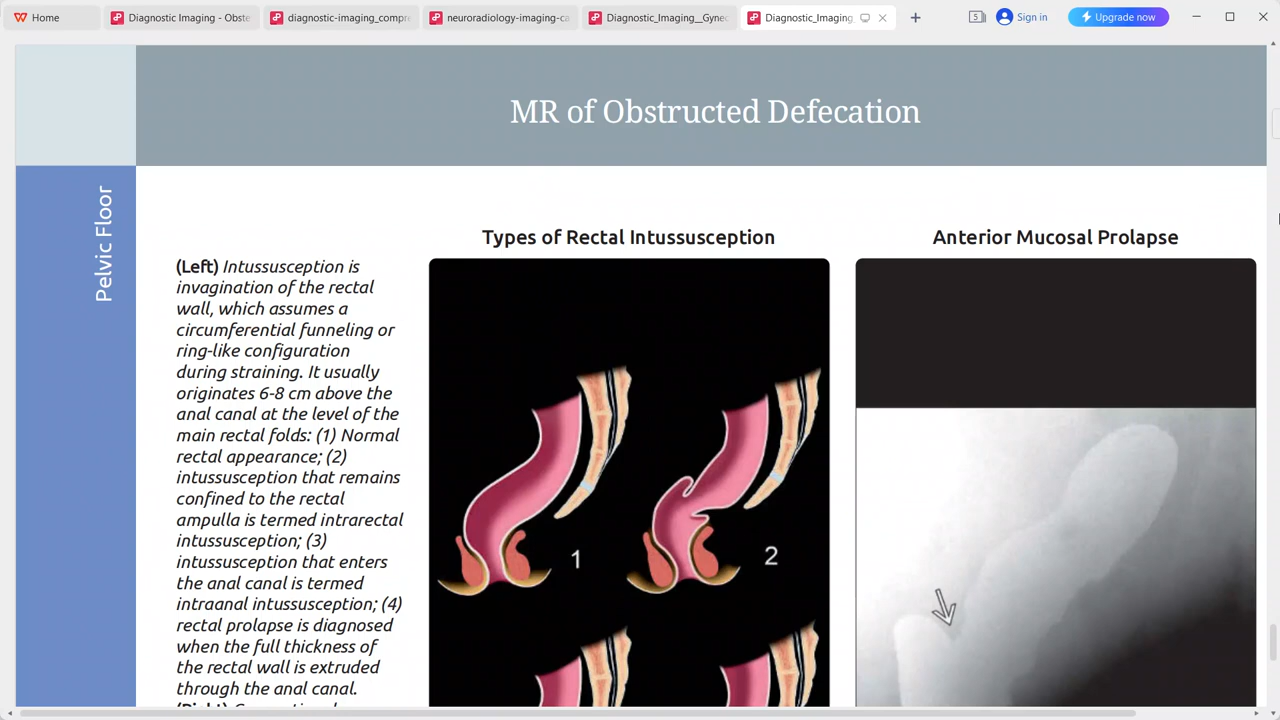 Home
Diagnostic Imaging - Obste
diagnostic-imaging_compre
neuroradiology-imaging-ca
Diagnostic_Imaging__Gynec
Diagnostic_Imaging_
5
Sign in
Upgrade now
MR of Obstructed Defecation
Pelvic Floor
Types of Rectal Intussusception
Anterior Mucosal Prolapse
(Left) Intussusception is
invagination of the rectal
wall, which assumes a
circumferential funneling or
ring-like configuration
during straining. It usually
originates 6-8 cm above the
anal canal at the level of the
main rectal folds: (1) Normal
rectal appearance; (2)
intussusception that remains
confined to the rectal
ampulla is termed intrarectal
intussusception; (3)
intussusception that enters
the anal canal is termed
intraanal intussusception; (4)
rectal prolapse is diagnosed
when the full thickness of
the rectal wall is extruded
through the anal canal.
1
2